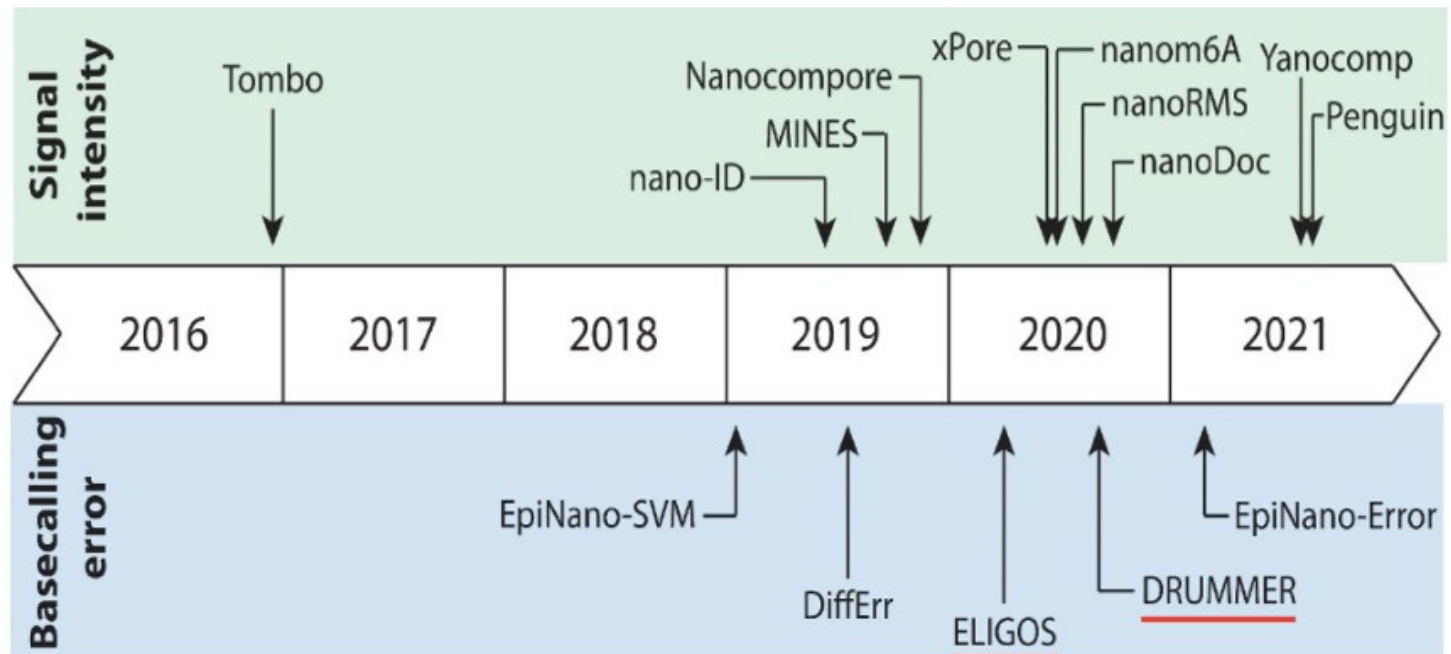 Signal
intensity
Tombo
nano-ID
MINES
Nanocompore
xPore
nanom6A
nanoRMS
nanoDoc
Yanocomp
Penguin
2016 2017 2018 2019 2020 2021
Basecalling
error
EpiNano-SVM
DiffErr
ELIGOS
DRUMMER
EpiNano-Error